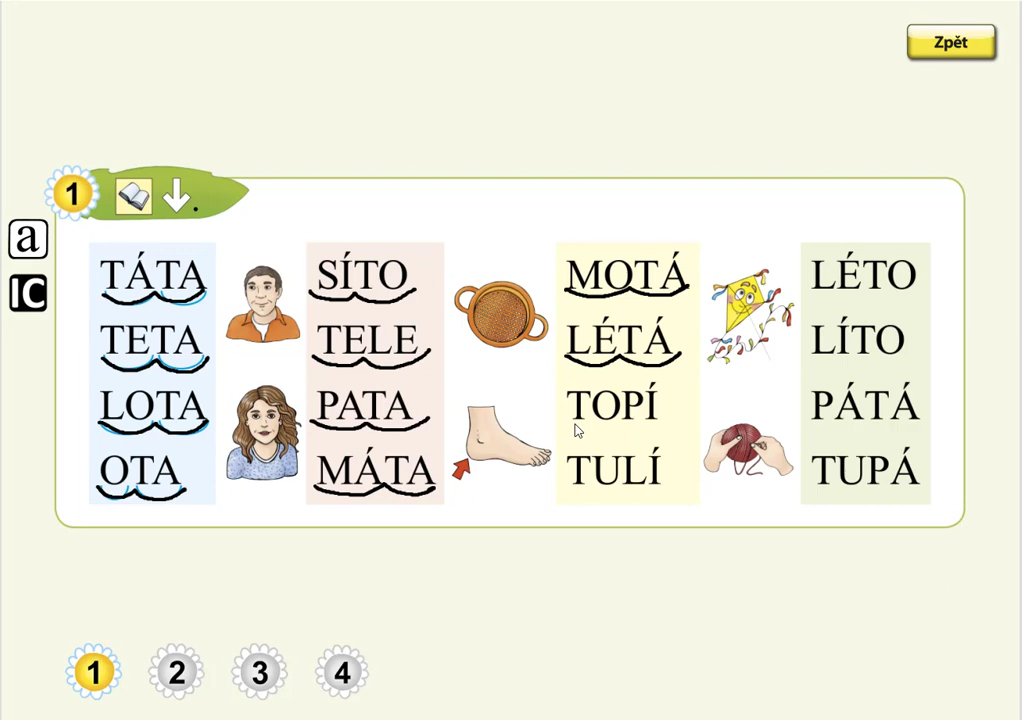 Zpět
1
.
a
IC
TÁTA
TETA
LOTA
OTA
SÍTO
TELE
PATA
MÁTA
MOTÁ
LÉTÁ
TOPÍ
TULÍ
LÉTO
LÍTO
PÁTÁ
TUPÁ
1 2 3 4